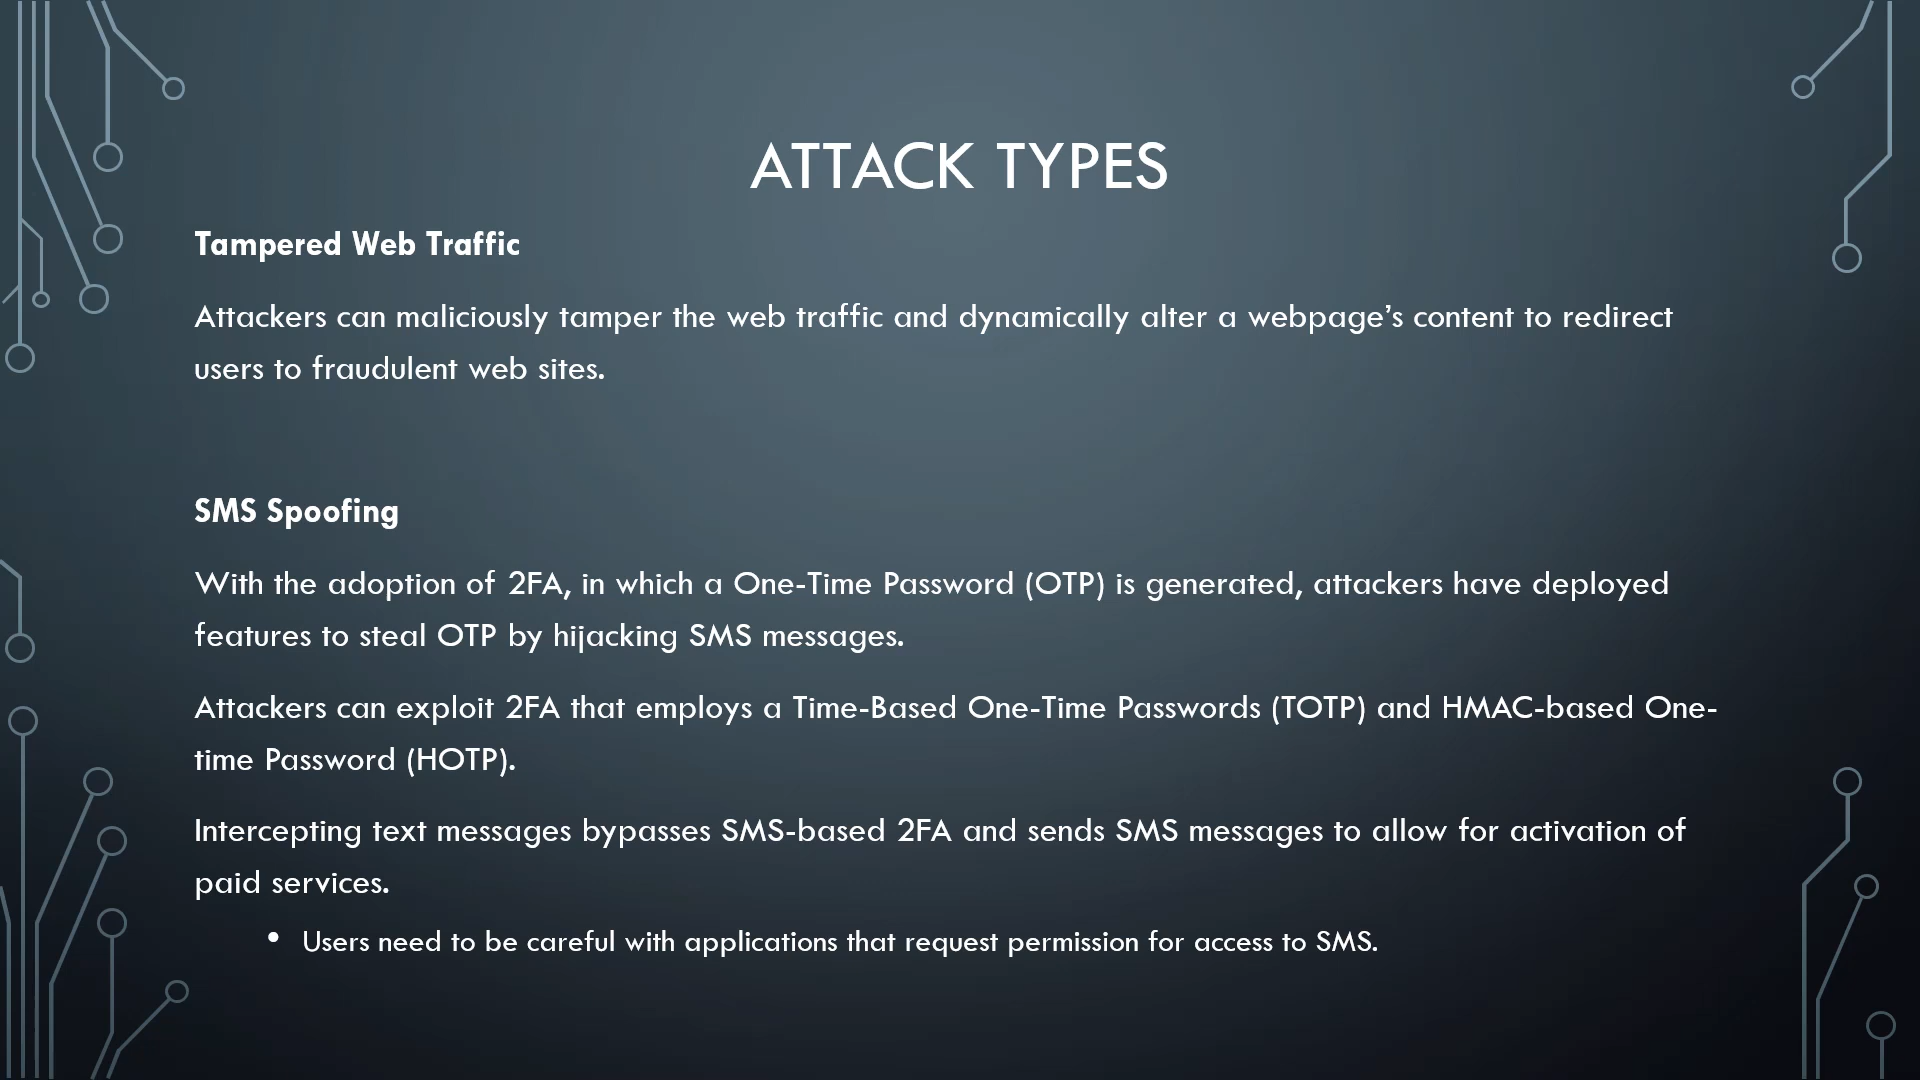 ATTACK TYPES
Tampered Web Traffic
Attackers can maliciously tamper the web traffic and dynamically alter a webpage’s content to redirect
users to fraudulent web sites.
SMS Spoofing
With the adoption of 2FA, in which a One-Time Password (OTP) is generated, attackers have deployed
features to steal OTP by hijacking SMS messages.
Attackers can exploit 2FA that employs a Time-Based One-Time Passwords (TOTP) and HMAC-based One-
time Password (HOTP).
Intercepting text messages bypasses SMS-based 2FA and sends SMS messages to allow for activation of
paid services.
• Users need to be careful with applications that request permission for access to SMS.